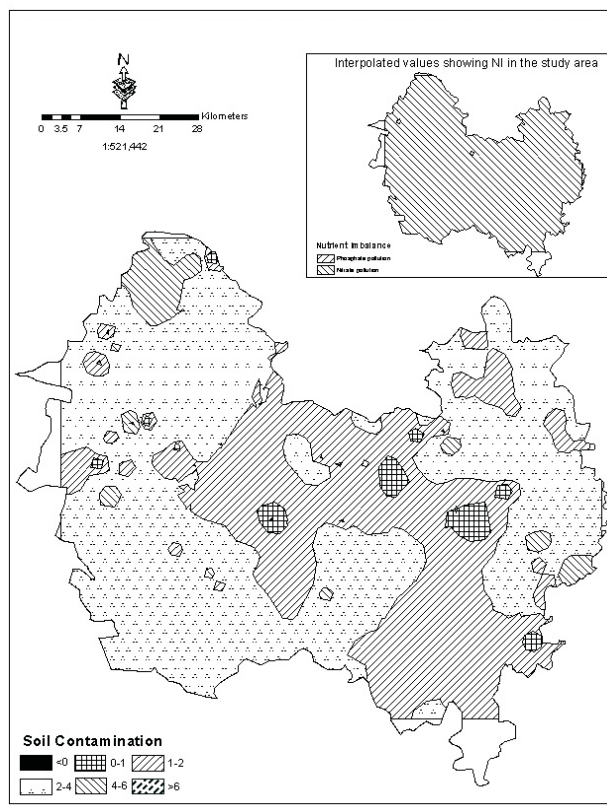 Interpolated values showing NI in the study area
N
Kilometers
0 3.5 7 14 21 28
1:521,442
Nutrient Imbalance
Phosphate pollution
Nitrate pollution
Soil Contamination
<0 0-1 1-2
2-4 4-6 >6